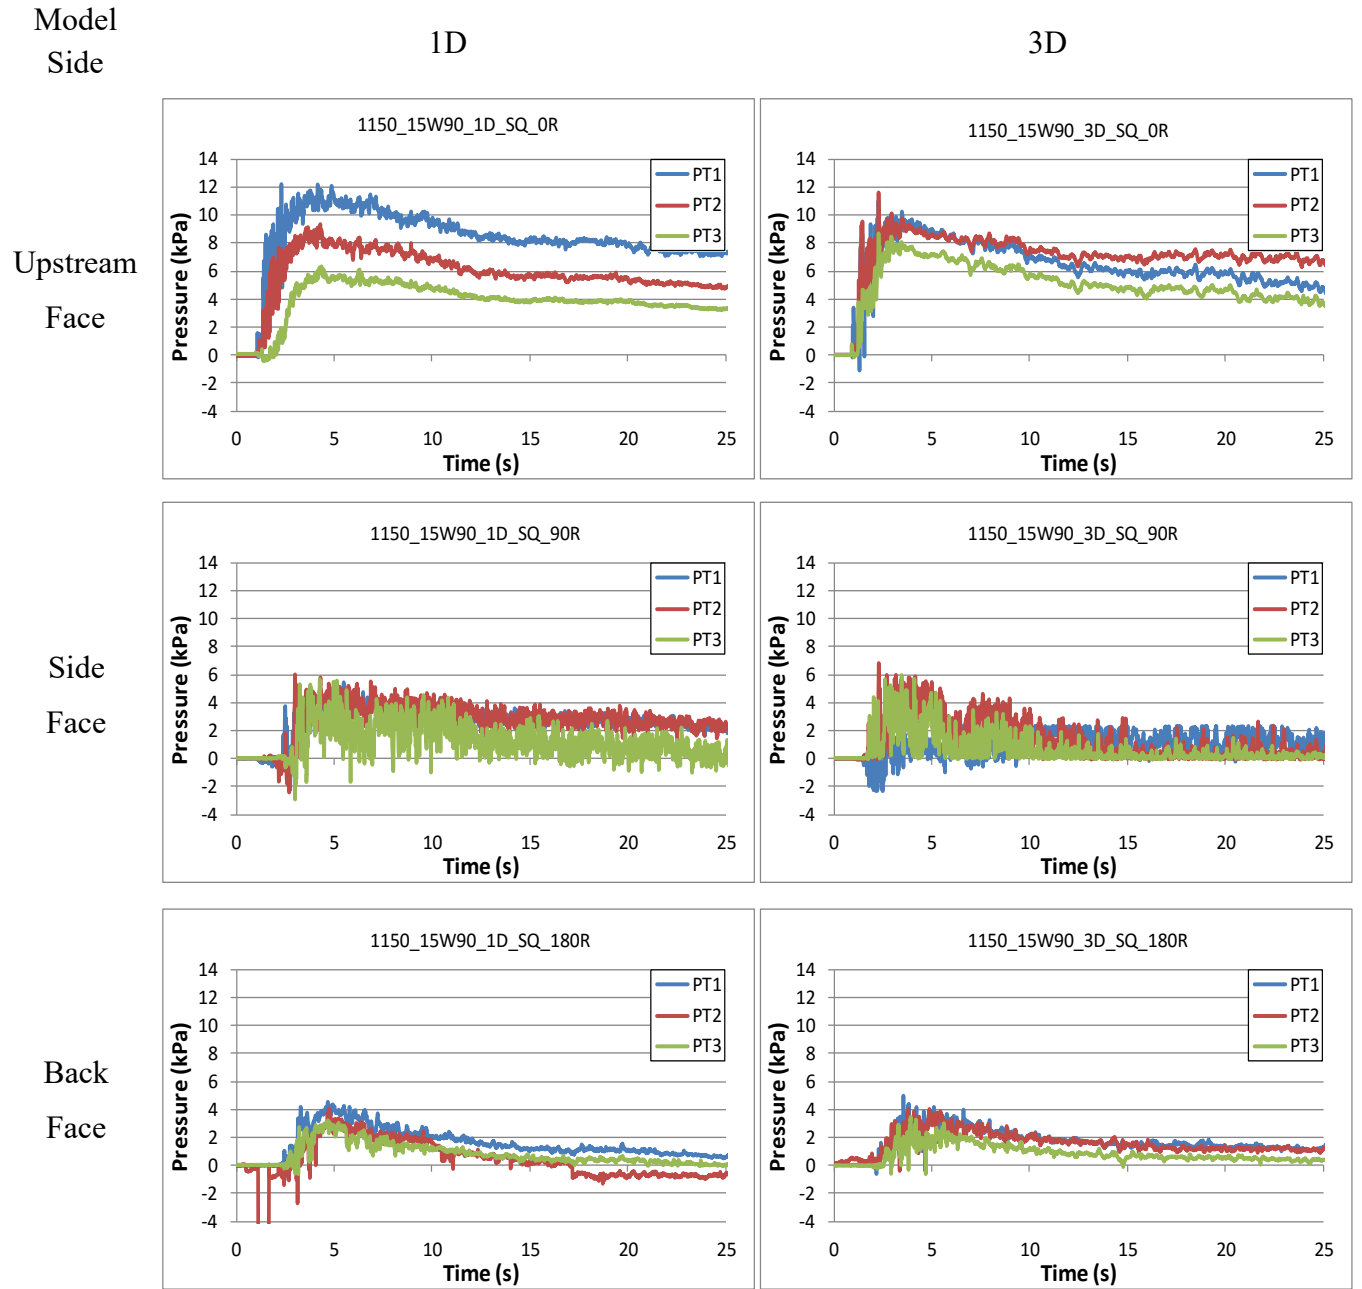 Model
Side
1D
3D
Upstream
Face
1150_15W90_1D_SQ_0R
Pressure (kPa)
14
12
10
8
6
4
2
0
-2
-4
0 5 10 15 20 25
Time (s)
PT1
PT2
PT3
1150_15W90_3D_SQ_0R
Pressure (kPa)
14
12
10
8
6
4
2
0
-2
-4
0 5 10 15 20 25
Time (s)
PT1
PT2
PT3
Side
Face
1150_15W90_1D_SQ_90R
Pressure (kPa)
14
12
10
8
6
4
2
0
-2
-4
0 5 10 15 20 25
Time (s)
PT1
PT2
PT3
1150_15W90_3D_SQ_90R
Pressure (kPa)
14
12
10
8
6
4
2
0
-2
-4
0 5 10 15 20 25
Time (s)
PT1
PT2
PT3
Back
Face
1150_15W90_1D_SQ_180R
Pressure (kPa)
14
12
10
8
6
4
2
0
-2
-4
0 5 10 15 20 25
Time (s)
PT1
PT2
PT3
1150_15W90_3D_SQ_180R
Pressure (kPa)
14
12
10
8
6
4
2
0
-2
-4
0 5 10 15 20 25
Time (s)
PT1
PT2
PT3